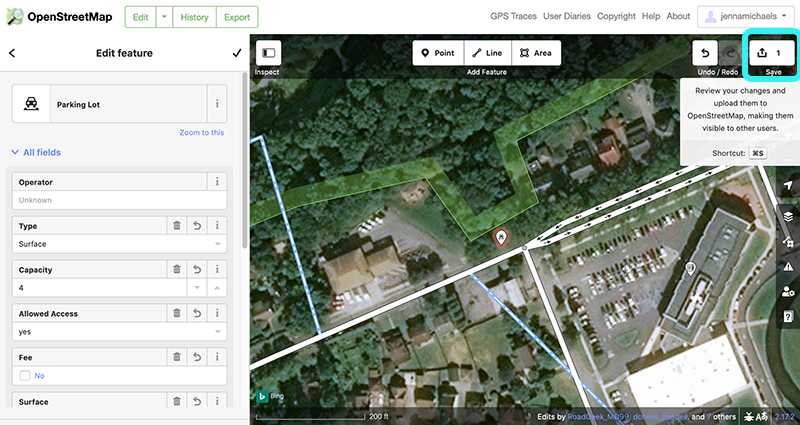 OpenStreetMap
Edit
History
Export
GPS Traces
User Diaries
Copyright
Help
About
jennamichaels
Edit feature
Inspect
Point
Line
Area
Add Feature
Undo / Redo
1
Save
Review your changes and
upload them to
OpenStreetMap, making them
visible to other users.
Shortcut: ⌘S
Parking Lot
i
Zoom to this
All fields
Operator
i
Unknown
Type
i
Surface
Capacity
i
4
Allowed Access
i
yes
Fee
i
No
Surface
i
Bing
200 ft
Edits by RoadGeek_MD99, dchiles, and 7 others
2.17.2